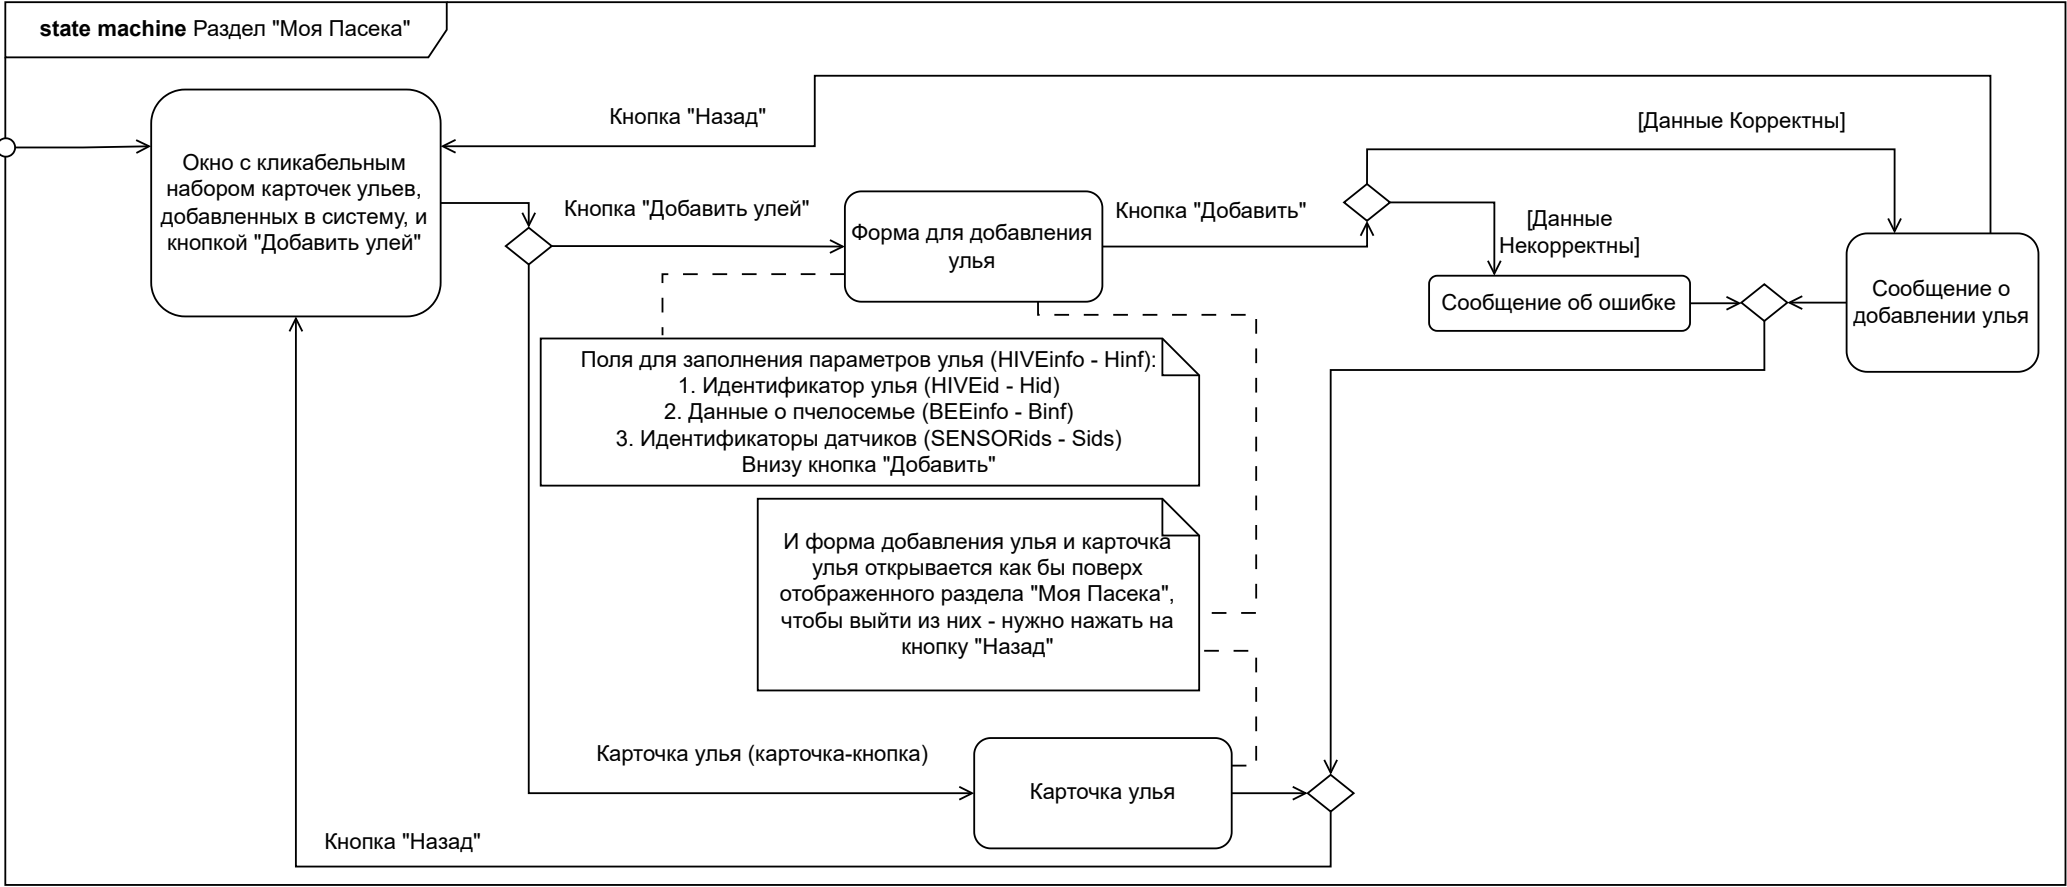 state machine Раздел "Моя Пасека"
Кнопка "Назад"
[Данные Корректны]
Окно с кликабельным
набором карточек ульев,
добавленных в систему, и
кнопкой "Добавить улей"
Кнопка "Добавить улей"
Форма для добавления
улья
Кнопка "Добавить"
[Данные
Некорректны]
Сообщение об ошибке
Сообщение о
добавлении улья
Поля для заполнения параметров улья (HIVEinfo - Hinf):
1. Идентификатор улья (HIVEid - Hid)
2. Данные о пчелосемье (BEEinfo - Binf)
3. Идентификаторы датчиков (SENSORids - Sids)
Внизу кнопка "Добавить"
И форма добавления улья и карточка
улья открывается как бы поверх
отображенного раздела "Моя Пасека",
чтобы выйти из них - нужно нажать на
кнопку "Назад"
Карточка улья (карточка-кнопка)
Карточка улья
Кнопка "Назад"